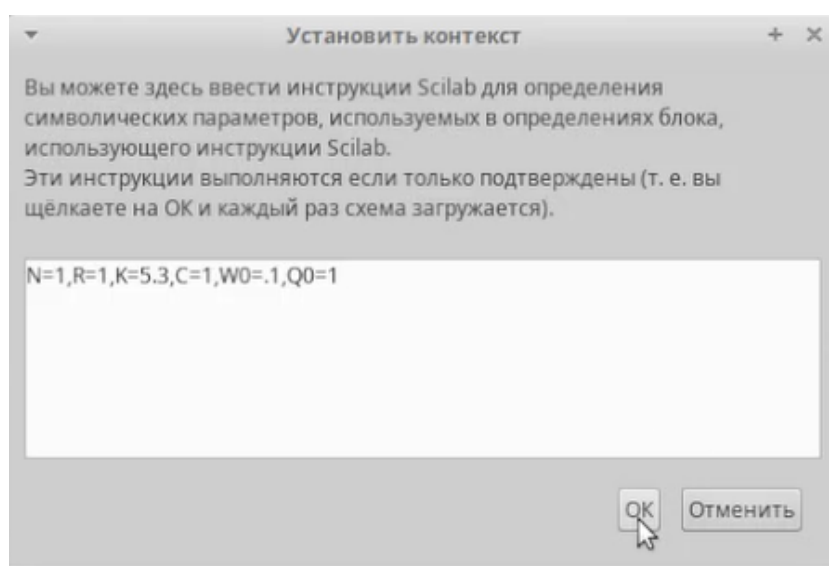 Установить контекст
Вы можете здесь ввести инструкции Scilab для определения
символических параметров, используемых в определениях блока,
использующего инструкции Scilab.
Эти инструкции выполняются если только подтверждены (т. е. вы
щёлкаете на ОК и каждый раз схема загружается).
N=1,R=1,K=5.3,C=1,W0=.1,Q0=1
ОК Отменить